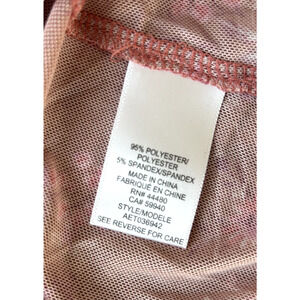 95% POLYESTER/
POLYESTER
5% SPANDEX/SPANDEX
MADE IN CHINA
FABRIQUÉ EN CHINE
RN# 44480
CA# 59940
STYLE/MODÈLE
AET036942
SEE REVERSE FOR CARE